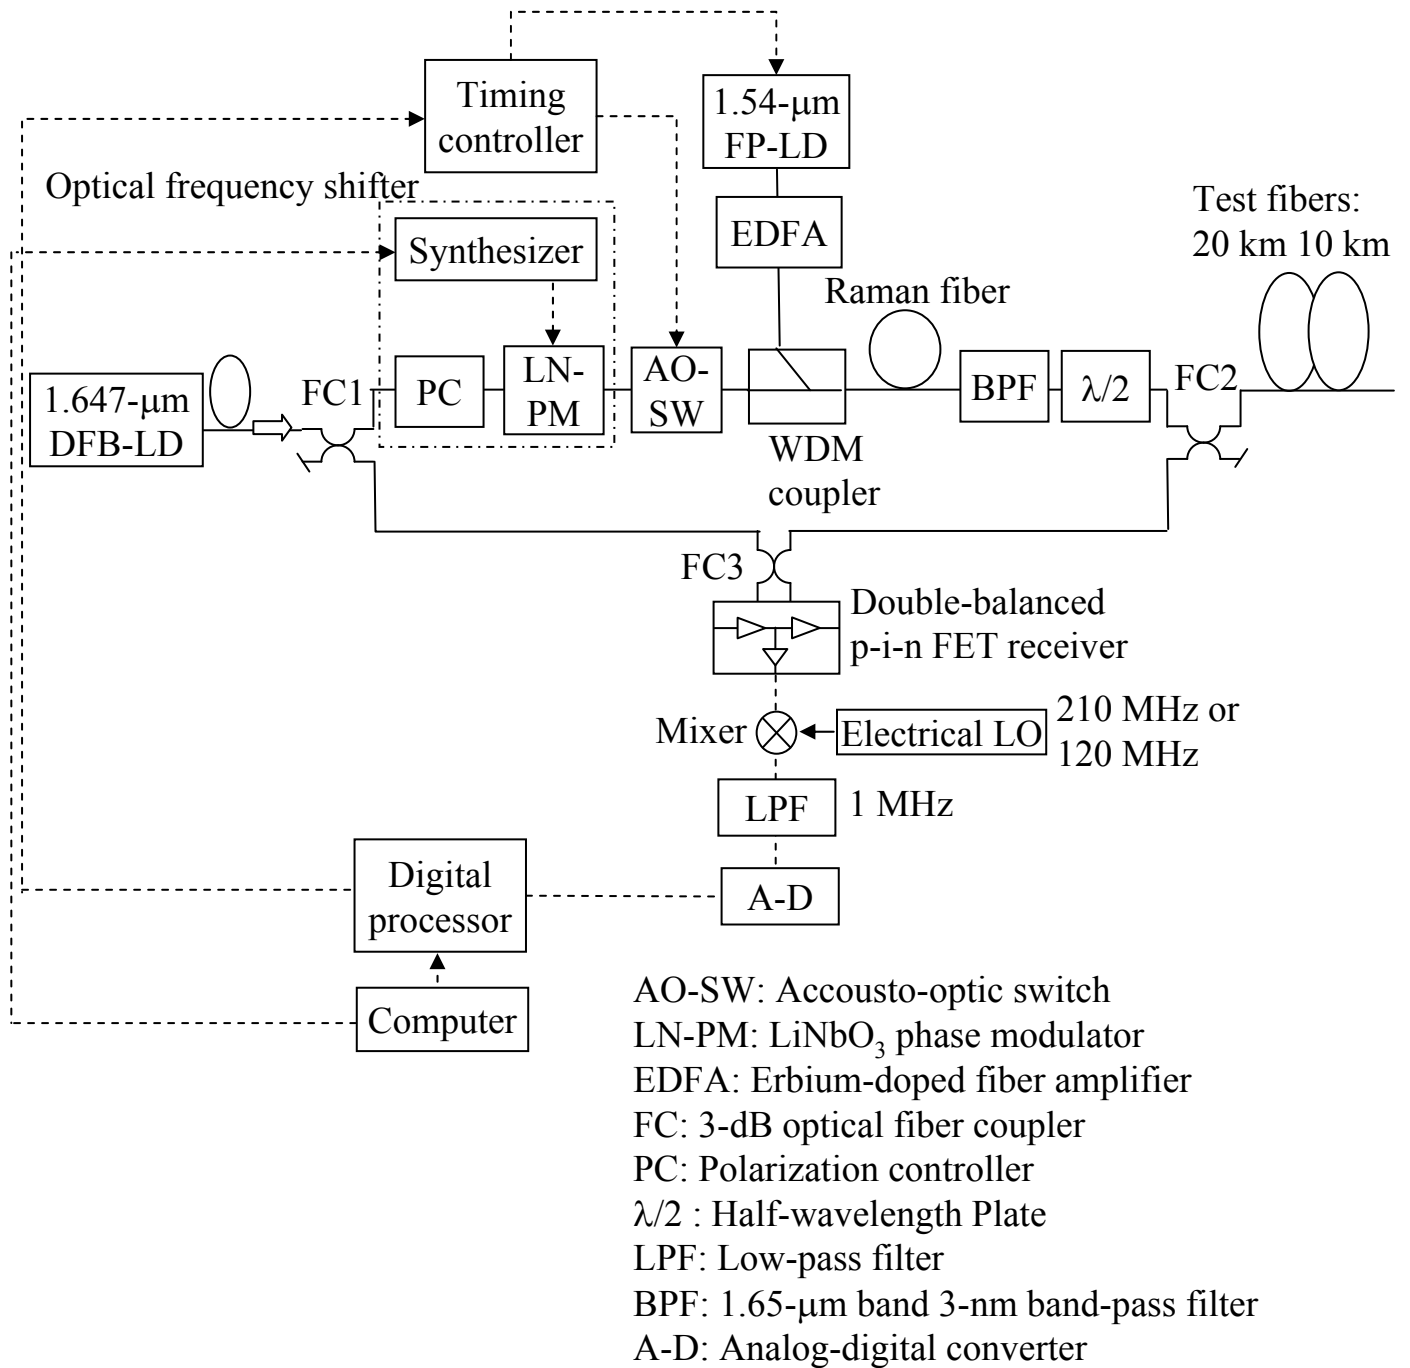 Timing
controller
1.54-μm
FP-LD
Optical frequency shifter
Synthesizer
EDFA
Test fibers:
20 km 10 km
Raman fiber
1.647-μm
DFB-LD
FC1
PC
LN-
PM
AO-
SW
BPF
λ/2
FC2
WDM
coupler
FC3
Double-balanced
p-i-n FET receiver
Mixer
Electrical LO
210 MHz or
120 MHz
LPF
1 MHz
Digital
processor
A-D
Computer
AO-SW: Accousto-optic switch
LN-PM: LiNbO3 phase modulator
EDFA: Erbium-doped fiber amplifier
FC: 3-dB optical fiber coupler
PC: Polarization controller
λ/2 : Half-wavelength Plate
LPF: Low-pass filter
BPF: 1.65-μm band 3-nm band-pass filter
A-D: Analog-digital converter